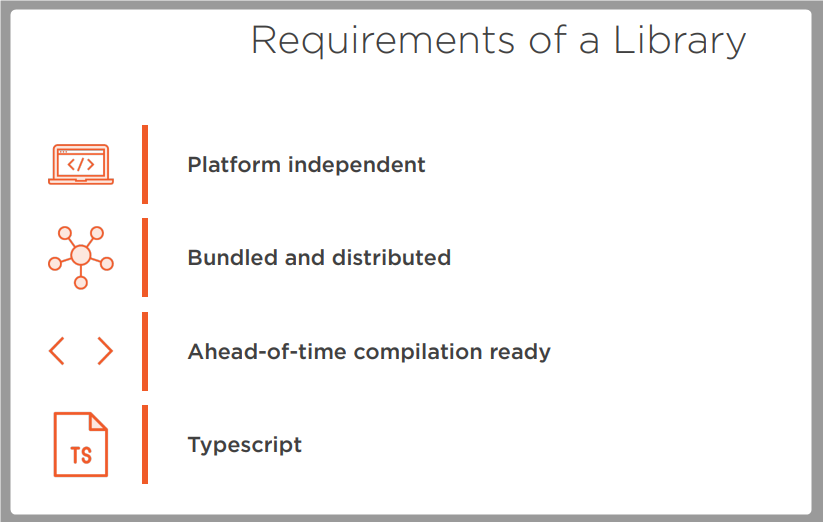 Requirements of a Library
</>
Platform independent
Bundled and distributed
Ahead-of-time compilation ready
TS
Typescript